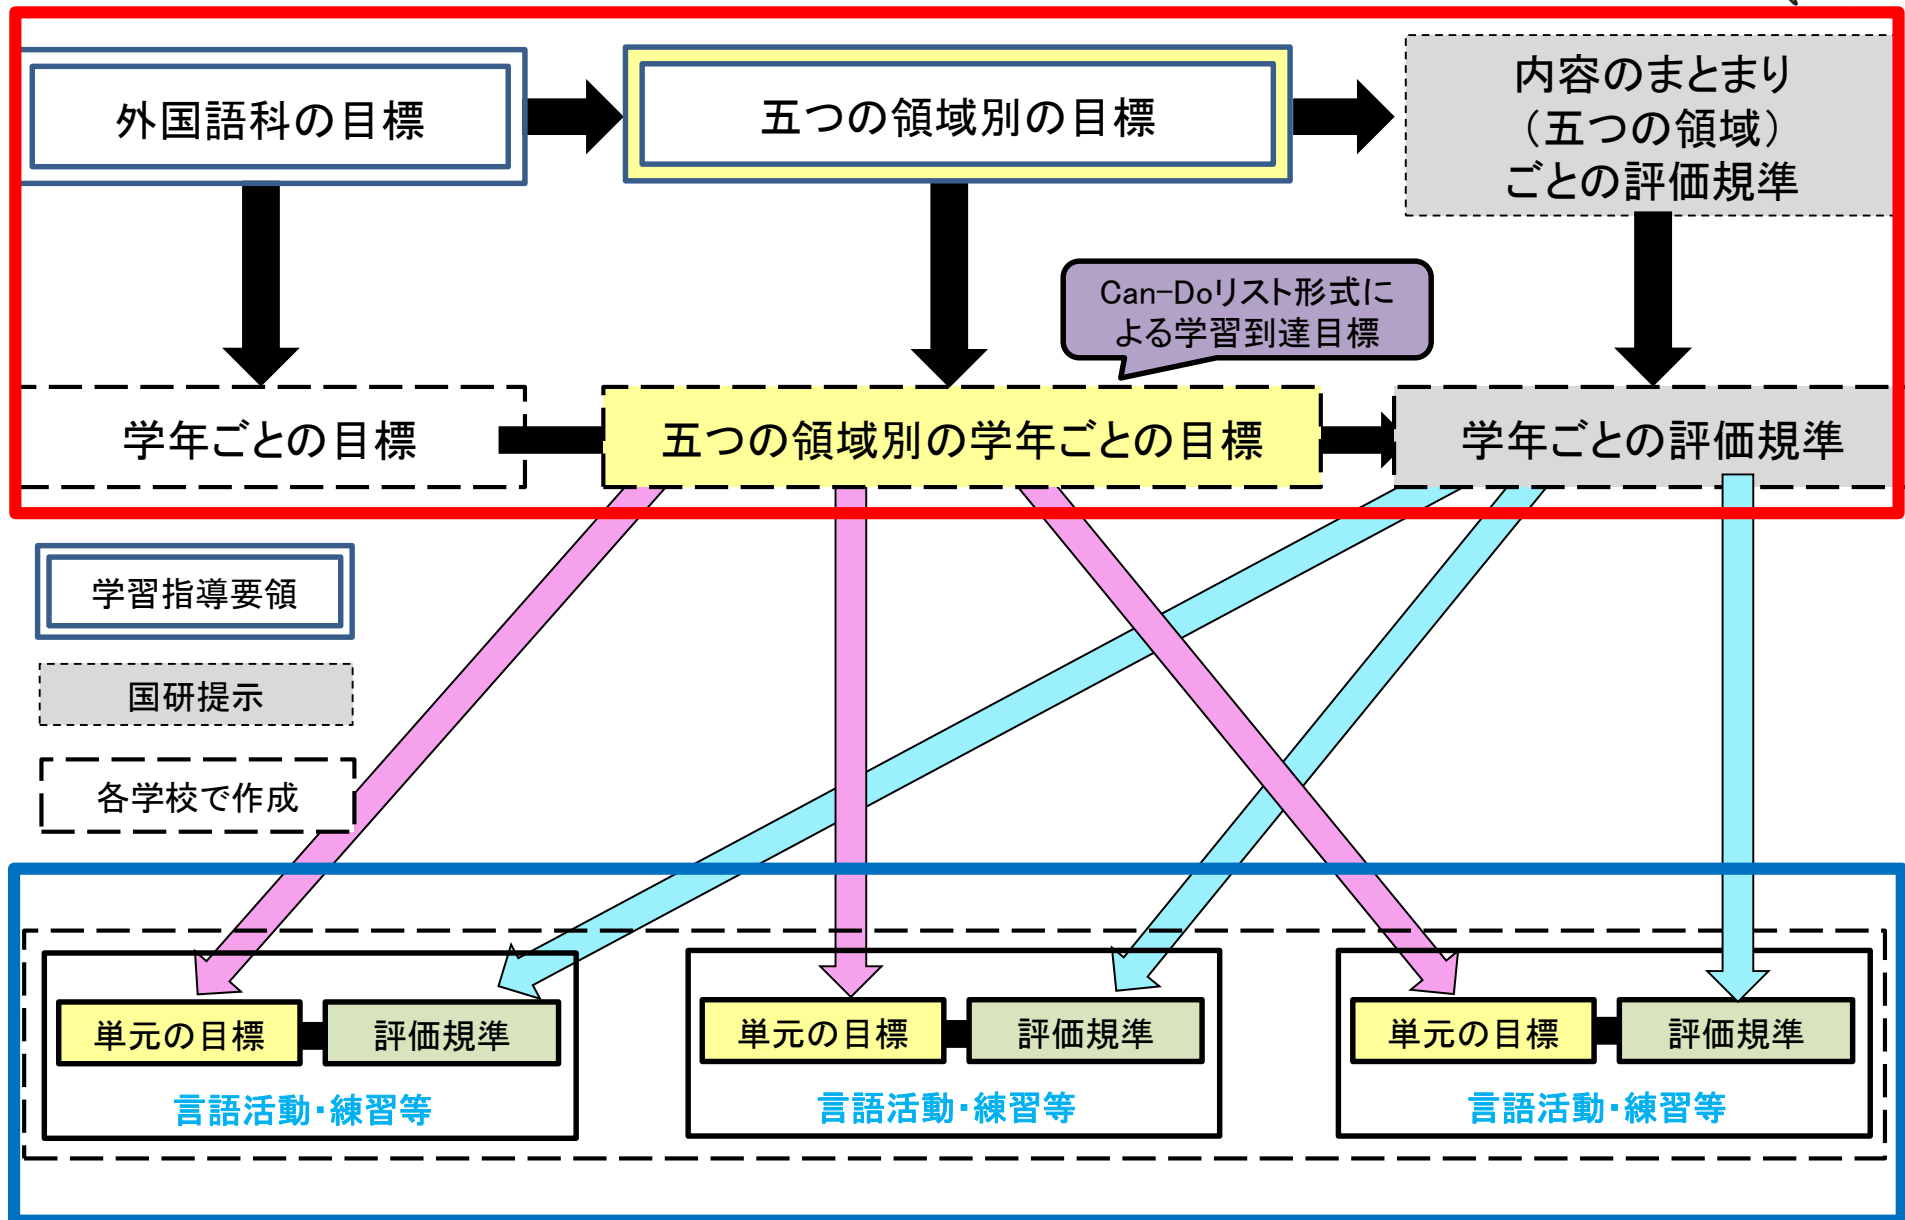 外国語科の目標
五つの領域別の目標
内容のまとまり
（五つの領域）
ごとの評価規準
Can-Doリスト形式に
よる学習到達目標
学年ごとの目標
五つの領域別の学年ごとの目標
学年ごとの評価規準
学習指導要領
国研提示
各学校で作成
単元の目標
評価規準
言語活動・練習等
単元の目標
評価規準
言語活動・練習等
単元の目標
評価規準
言語活動・練習等